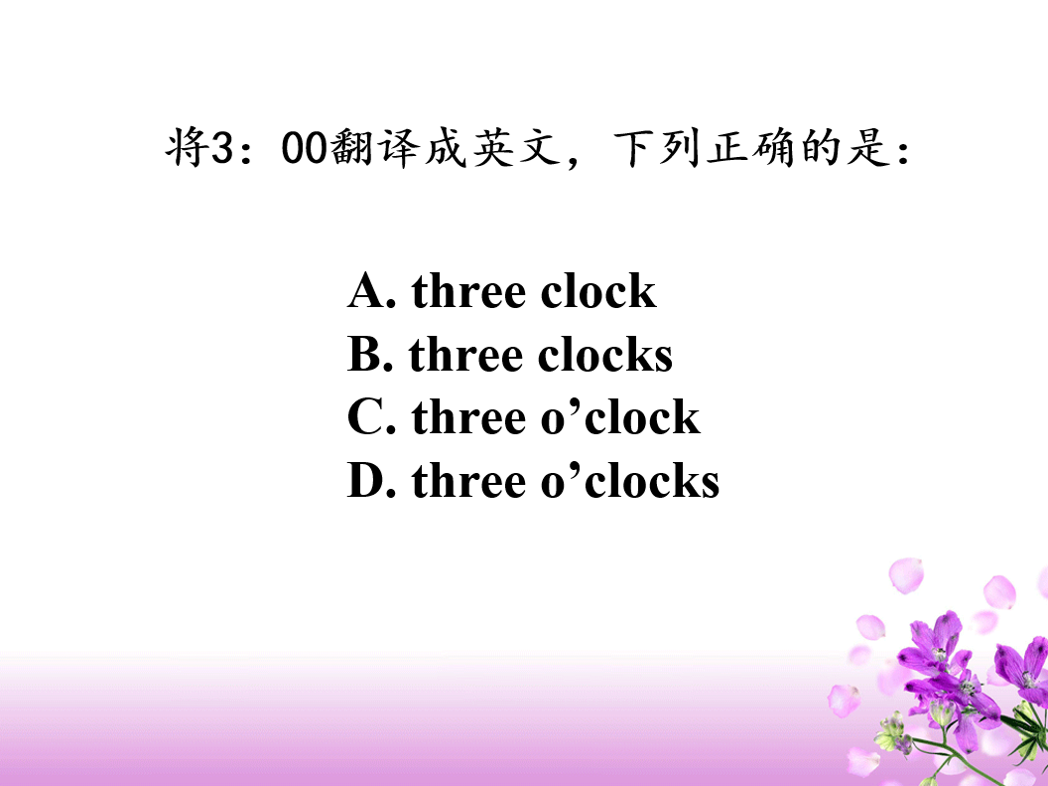 将3：00翻译成英文，下列正确的是：
A. three clock
B. three clocks
C. three o’clock
D. three o’clocks